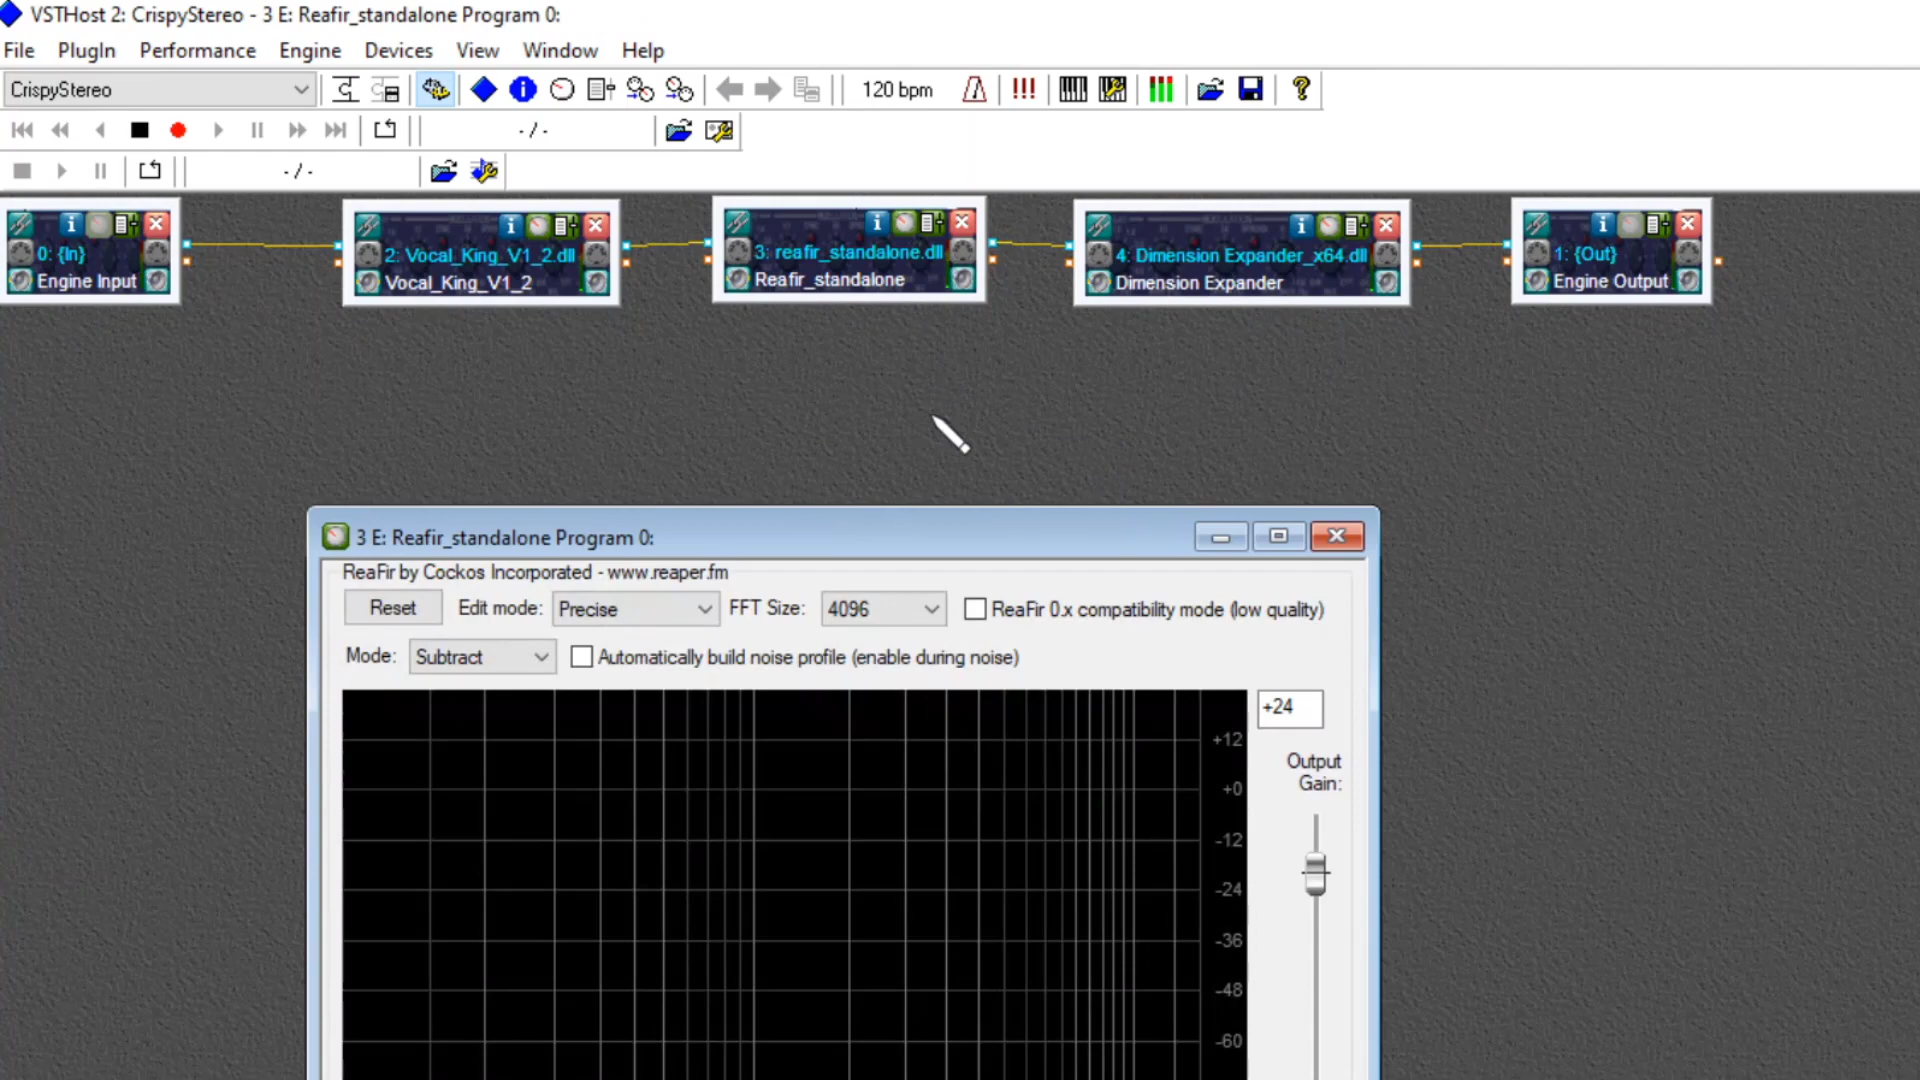 VSTHost 2: CrispyStereo - 3 E: Reafir_standalone Program 0:
File PlugIn Performance Engine Devices View Window Help
CrispyStereo 120 bpm
- / -
- / -
0: {In}
Engine Input
2: Vocal_King_V1_2.dll
Vocal_King_V1_2
3: reafir_standalone.dll
Reafir_standalone
4: Dimension Expander_x64.dll
Dimension Expander
1: {Out}
Engine Output
3 E: Reafir_standalone Program 0:
ReaFir by Cockos Incorporated - www.reaper.fm
Reset Edit mode: Precise FFT Size: 4096 ReaFir 0.x compatibility mode (low quality)
Mode: Subtract Automatically build noise profile (enable during noise)
+24
+12
Output
Gain:
+0
-12
-24
-36
-48
-60